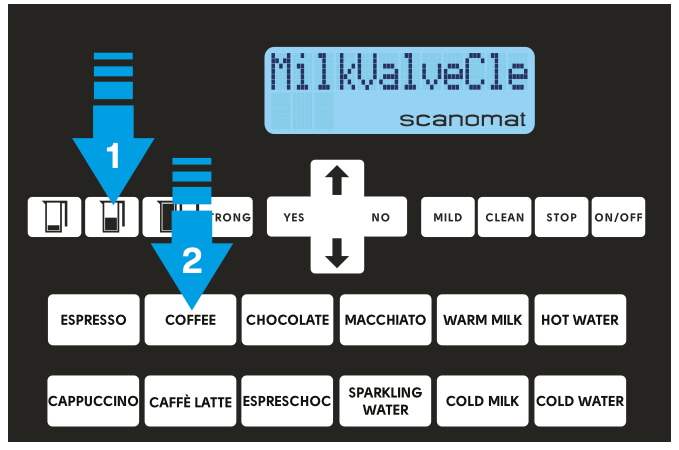 MilkValveCle
scanomat
1
2
TRONG
YES
NO
MILD
CLEAN
STOP
ON/OFF
ESPRESSO
COFFEE
CHOCOLATE
MACCHIATO
WARM MILK
HOT WATER
CAPPUCCINO
CAFFÈ LATTE
ESPRESCHOC
SPARKLING
WATER
COLD MILK
COLD WATER